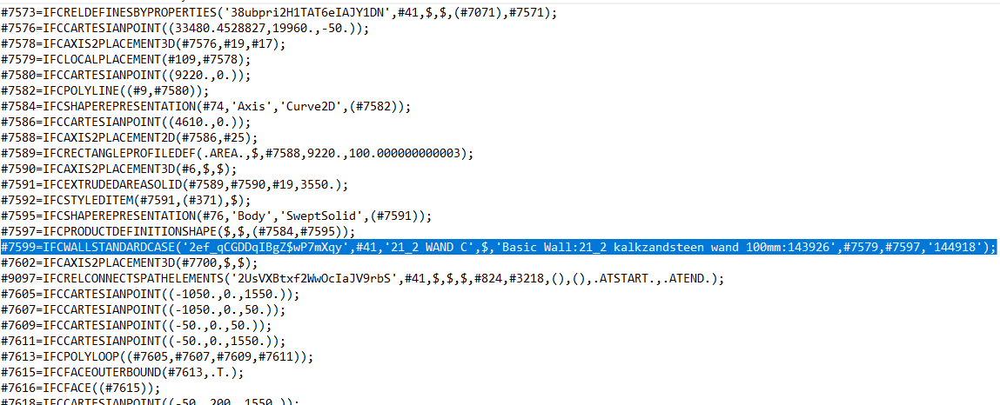 #7573=IFCRELDEFINESBYPROPERTIES('38ubpri2H1TAT6eIAJY1DN',#41,$,$,(#7071),#7571);
#7576=IFCCARTESIANPOINT((33480.4528827,19960.,-50.));
#7578=IFCAXIS2PLACEMENT3D(#7576,#19,#17);
#7579=IFCLOCALPLACEMENT(#109,#7578);
#7580=IFCCARTESIANPOINT((9220.,0.));
#7582=IFCPOLYLINE((#9,#7580));
#7584=IFCSHAPEREPRESENTATION(#74,'Axis','Curve2D',(#7582));
#7586=IFCCARTESIANPOINT((4610.,0.));
#7588=IFCAXIS2PLACEMENT2D(#7586,#25);
#7589=IFCRECTANGLEPROFILEDEF(.AREA.,$,#7588,9220.,100.000000000003);
#7590=IFCAXIS2PLACEMENT3D(#6,$,$);
#7591=IFCEXTRUDEDAREASOLID(#7589,#7590,#19,3550.);
#7592=IFCSTYLEDITEM(#7591,(#371),$);
#7595=IFCSHAPEREPRESENTATION(#76,'Body','SweptSolid',(#7591));
#7597=IFCPRODUCTDEFINITIONSHAPE($,$,(#7584,#7595));
#7599=IFCWALLSTANDARDCASE('2ef_qCGDDqIBgZ$wP7mXqy',#41,'21_2 WAND C',$,'Basic Wall:21_2 kalkzandsteen wand 100mm:143926',#7579,#7597,'144918');
#7602=IFCAXIS2PLACEMENT3D(#7700,$,$);
#9097=IFCRELCONNECTSPATHELEMENTS('2UsVXBtxf2WwOcIaJV9rbS',#41,$,$,$,#824,#3218,(),(),.ATSTART.,.ATEND.);
#7605=IFCCARTESIANPOINT((-1050.,0.,1550.));
#7607=IFCCARTESIANPOINT((-1050.,0.,50.));
#7609=IFCCARTESIANPOINT((-50.,0.,50.));
#7611=IFCCARTESIANPOINT((-50.,0.,1550.));
#7613=IFCPOLYLOOP((#7605,#7607,#7609,#7611));
#7615=IFCFACEOUTERBOUND(#7613,.T.);
#7616=IFCFACE((#7615));
#7618=IFCCARTESIANPOINT((-50.,200.,1550.));